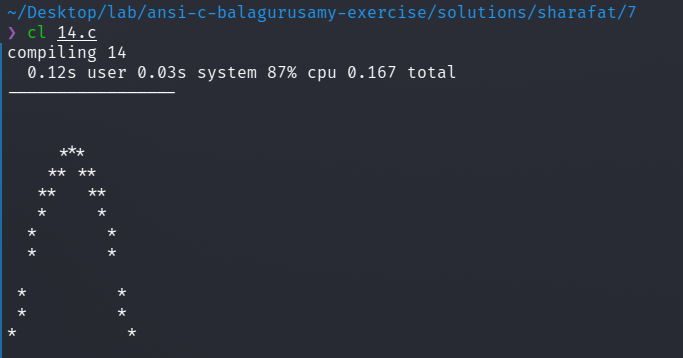 ~/Desktop/lab/ansi-c-balagurusamy-exercise/solutions/sharafat/7
❯ cl 14.c
compiling 14
  0.12s user 0.03s system 87% cpu 0.167 total
—————————————————


     ***
    ** **
   **   **
   *     *
  *       *
  *       *

 *         *
 *         *
*           *